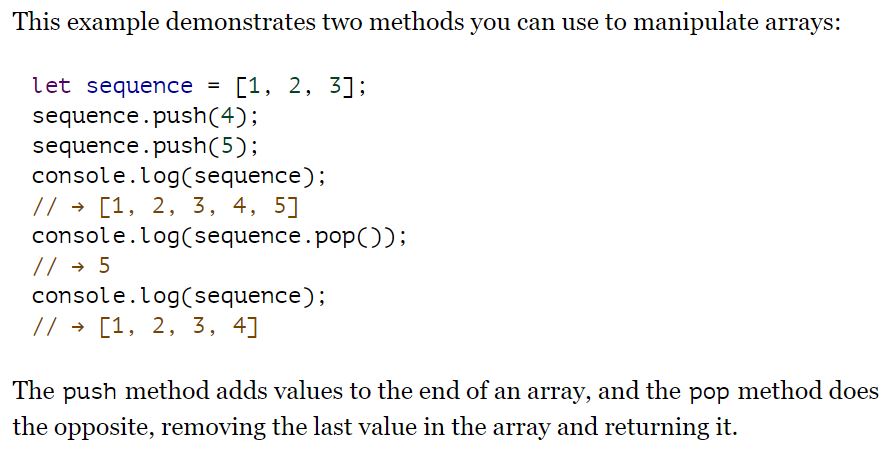 This example demonstrates two methods you can use to manipulate arrays:
let sequence = [1, 2, 3];
sequence.push(4);
sequence.push(5);
console.log(sequence);
// → [1, 2, 3, 4, 5]
console.log(sequence.pop());
// → 5
console.log(sequence);
// → [1, 2, 3, 4]
The push method adds values to the end of an array, and the pop method does
the opposite, removing the last value in the array and returning it.